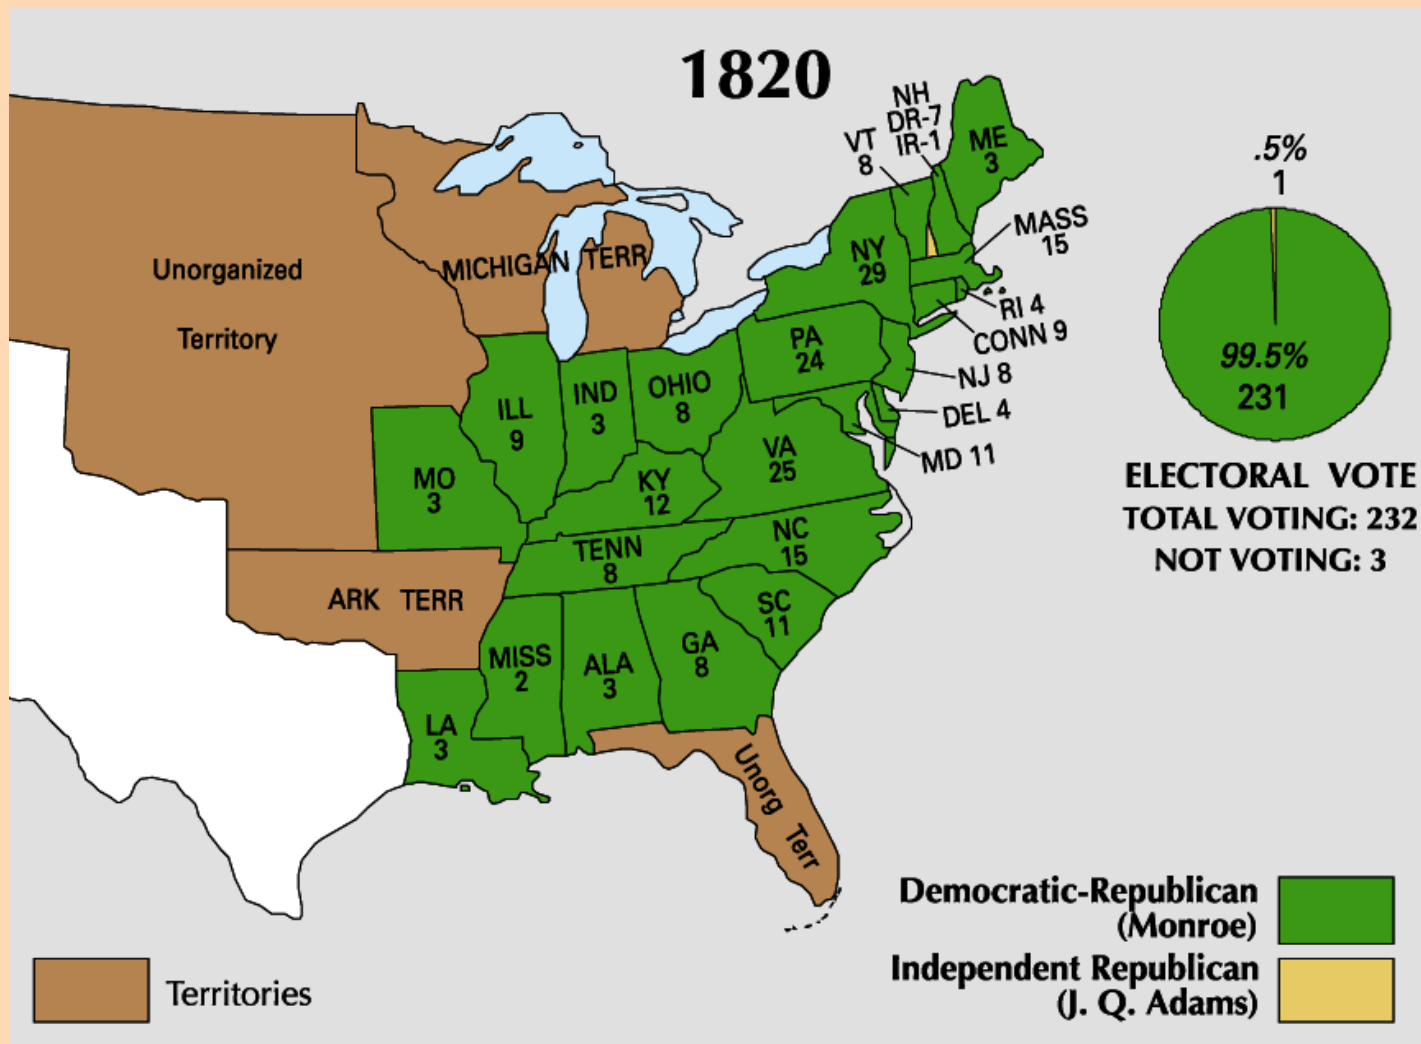 1820
NH
DR-7
IR-1
VT
8
ME
3
MASS
15
NY
29
RI 4
CONN 9
NJ 8
DEL 4
MD 11
PA
24
Unorganized
Territory
MICHIGAN TERR
ILL
9
IND
3
OHIO
8
MO
3
KY
12
VA
25
TENN
8
NC
15
ARK TERR
SC
11
MISS
2
ALA
3
GA
8
LA
3
Unorg Terr
.5%
1
99.5%
231
ELECTORAL VOTE
TOTAL VOTING: 232
NOT VOTING: 3
Democratic-Republican
(Monroe)
Independent Republican
(J. Q. Adams)
Territories